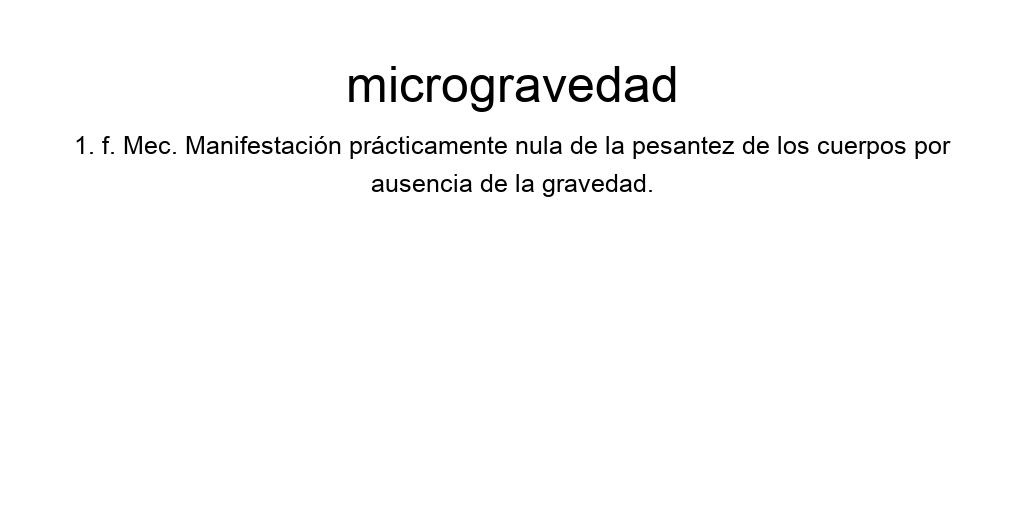 microgravedad
1. f. Mec. Manifestación prácticamente nula de la pesantez de los cuerpos por
ausencia de la gravedad.